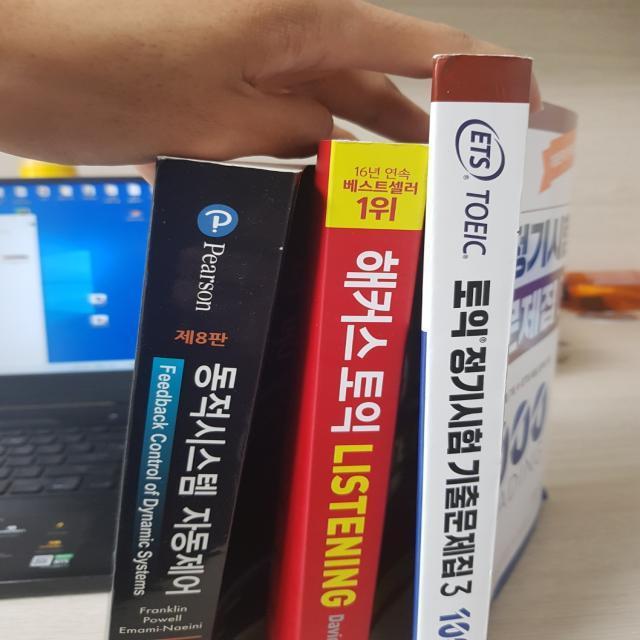 Pearson
제8판
동적시스템 자동제어
Feedback Control of Dynamic Systems
Franklin
Powell
Emami-Naeini
16년 연속
베스트셀러
1위
해커스 토익 LISTENING
ETS® TOEIC®
토익® 정기시험 기출문제집 3